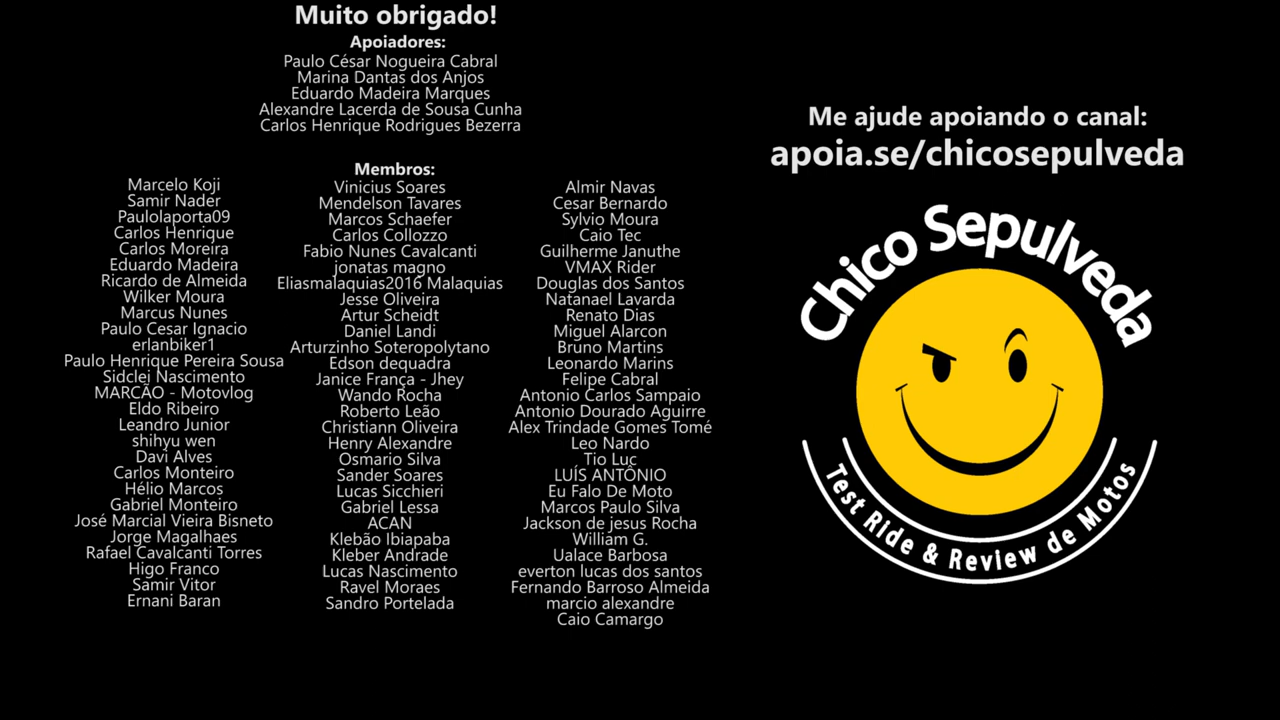 Muito obrigado!
Apoiadores:
Paulo César Nogueira Cabral
Marina Dantas dos Anjos
Eduardo Madeira Marques
Alexandre Lacerda de Sousa Cunha
Carlos Henrique Rodrigues Bezerra
Membros:
Marcelo Koji
Samir Nader
Paulolaporta09
Carlos Henrique
Carlos Moreira
Eduardo Madeira
Ricardo de Almeida
Wilker Moura
Marcus Nunes
Paulo Cesar Ignacio
erlanbiker1
Paulo Henrique Pereira Sousa
Sidclei Nascimento
MARCÃO - Motovlog
Eldo Ribeiro
Leandro Junior
shihyu wen
Davi Alves
Carlos Monteiro
Hélio Marcos
Gabriel Monteiro
José Marcial Vieira Bisneto
Jorge Magalhaes
Rafael Cavalcanti Torres
Higo Franco
Samir Vitor
Ernani Baran
Vinicius Soares
Mendelson Tavares
Marcos Schaefer
Carlos Collozzo
Fabio Nunes Cavalcanti
jonatas magno
Eliasmalaquias2016 Malaquias
Jesse Oliveira
Artur Scheidt
Daniel Landi
Arturzinho Soteropolytano
Edson dequadra
Janice França - Jhey
Wando Rocha
Roberto Leão
Christiann Oliveira
Henry Alexandre
Osmario Silva
Sander Soares
Lucas Sicchieri
Gabriel Lessa
ACAN
Klebão Ibiapaba
Kleber Andrade
Lucas Nascimento
Ravel Moraes
Sandro Portelada
Almir Navas
Cesar Bernardo
Sylvio Moura
Caio Tec
Guilherme Januthe
VMAX Rider
Douglas dos Santos
Natanael Lavarda
Renato Dias
Miguel Alarcon
Bruno Martins
Leonardo Marins
Felipe Cabral
Antonio Carlos Sampaio
Antonio Dourado Aguirre
Alex Trindade Gomes Tomé
Leo Nardo
Tio Luc
LUÍS ANTÔNIO
Eu Falo De Moto
Marcos Paulo Silva
Jackson de jesus Rocha
William G.
Ualace Barbosa
everton lucas dos santos
Fernando Barroso Almeida
marcio alexandre
Caio Camargo
Me ajude apoiando o canal:
apoia.se/chicosepulveda
Chico Sepulveda
Test Ride & Review de Motos